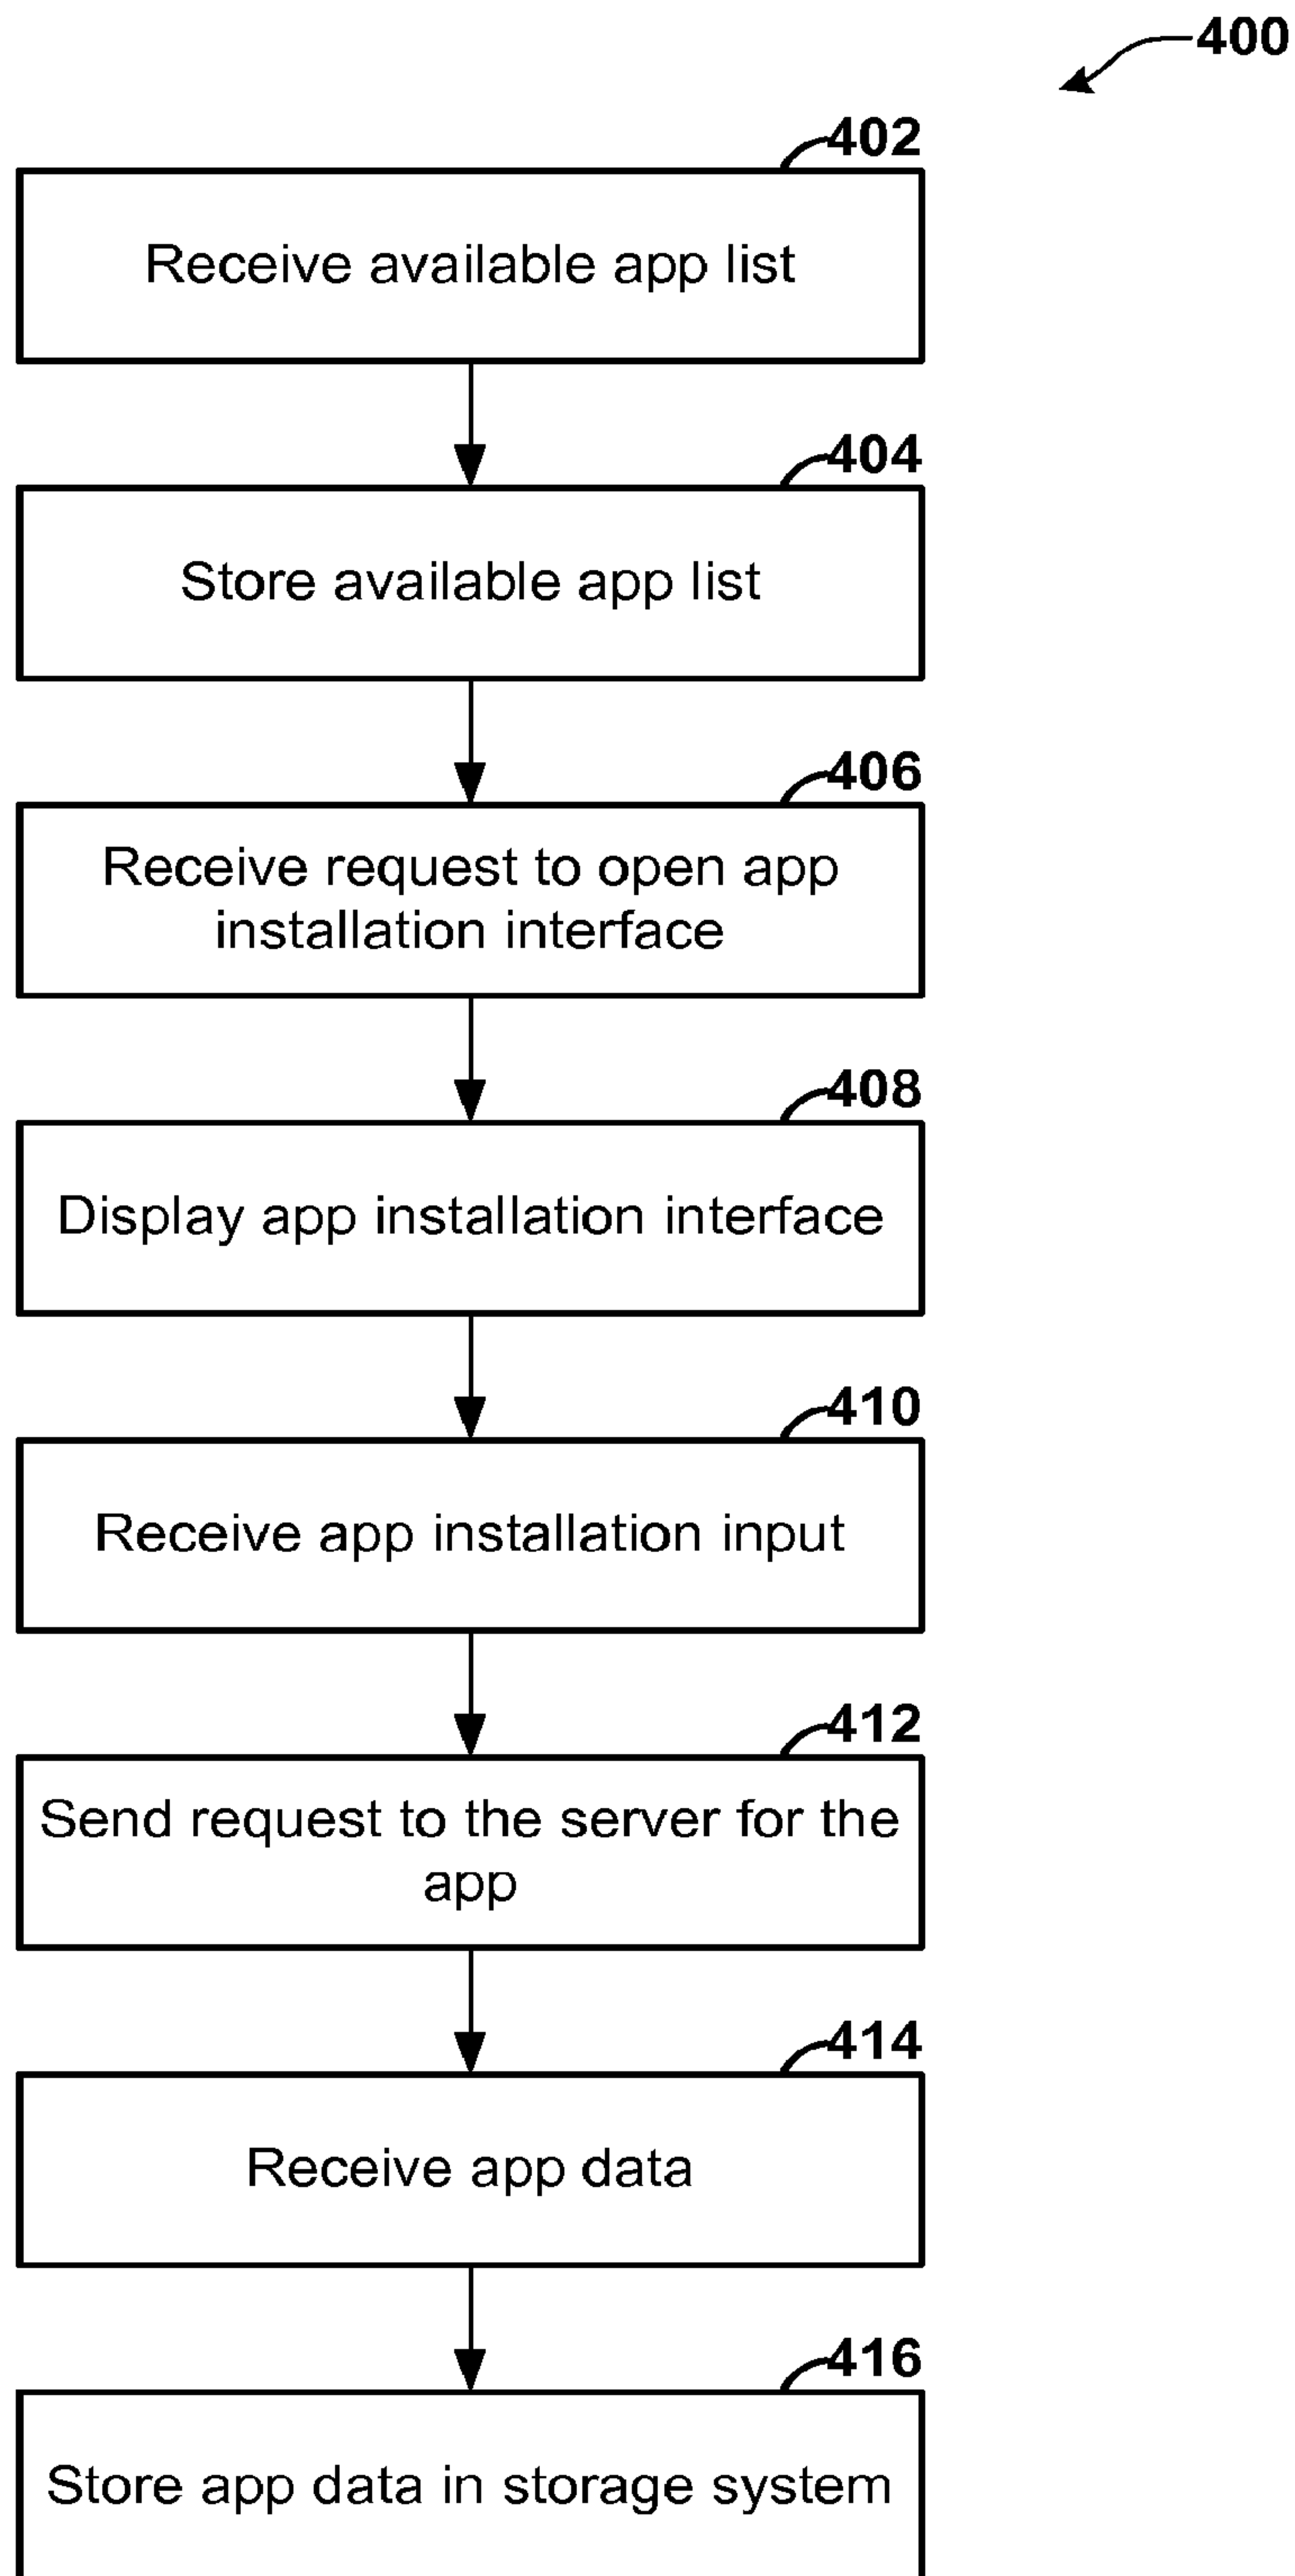 400
402
Receive available app list
404
Store available app list
406
Receive request to open app
installation interface
408
Display app installation interface
410
Receive app installation input
412
Send request to the server for the
app
414
Receive app data
416
Store app data in storage system